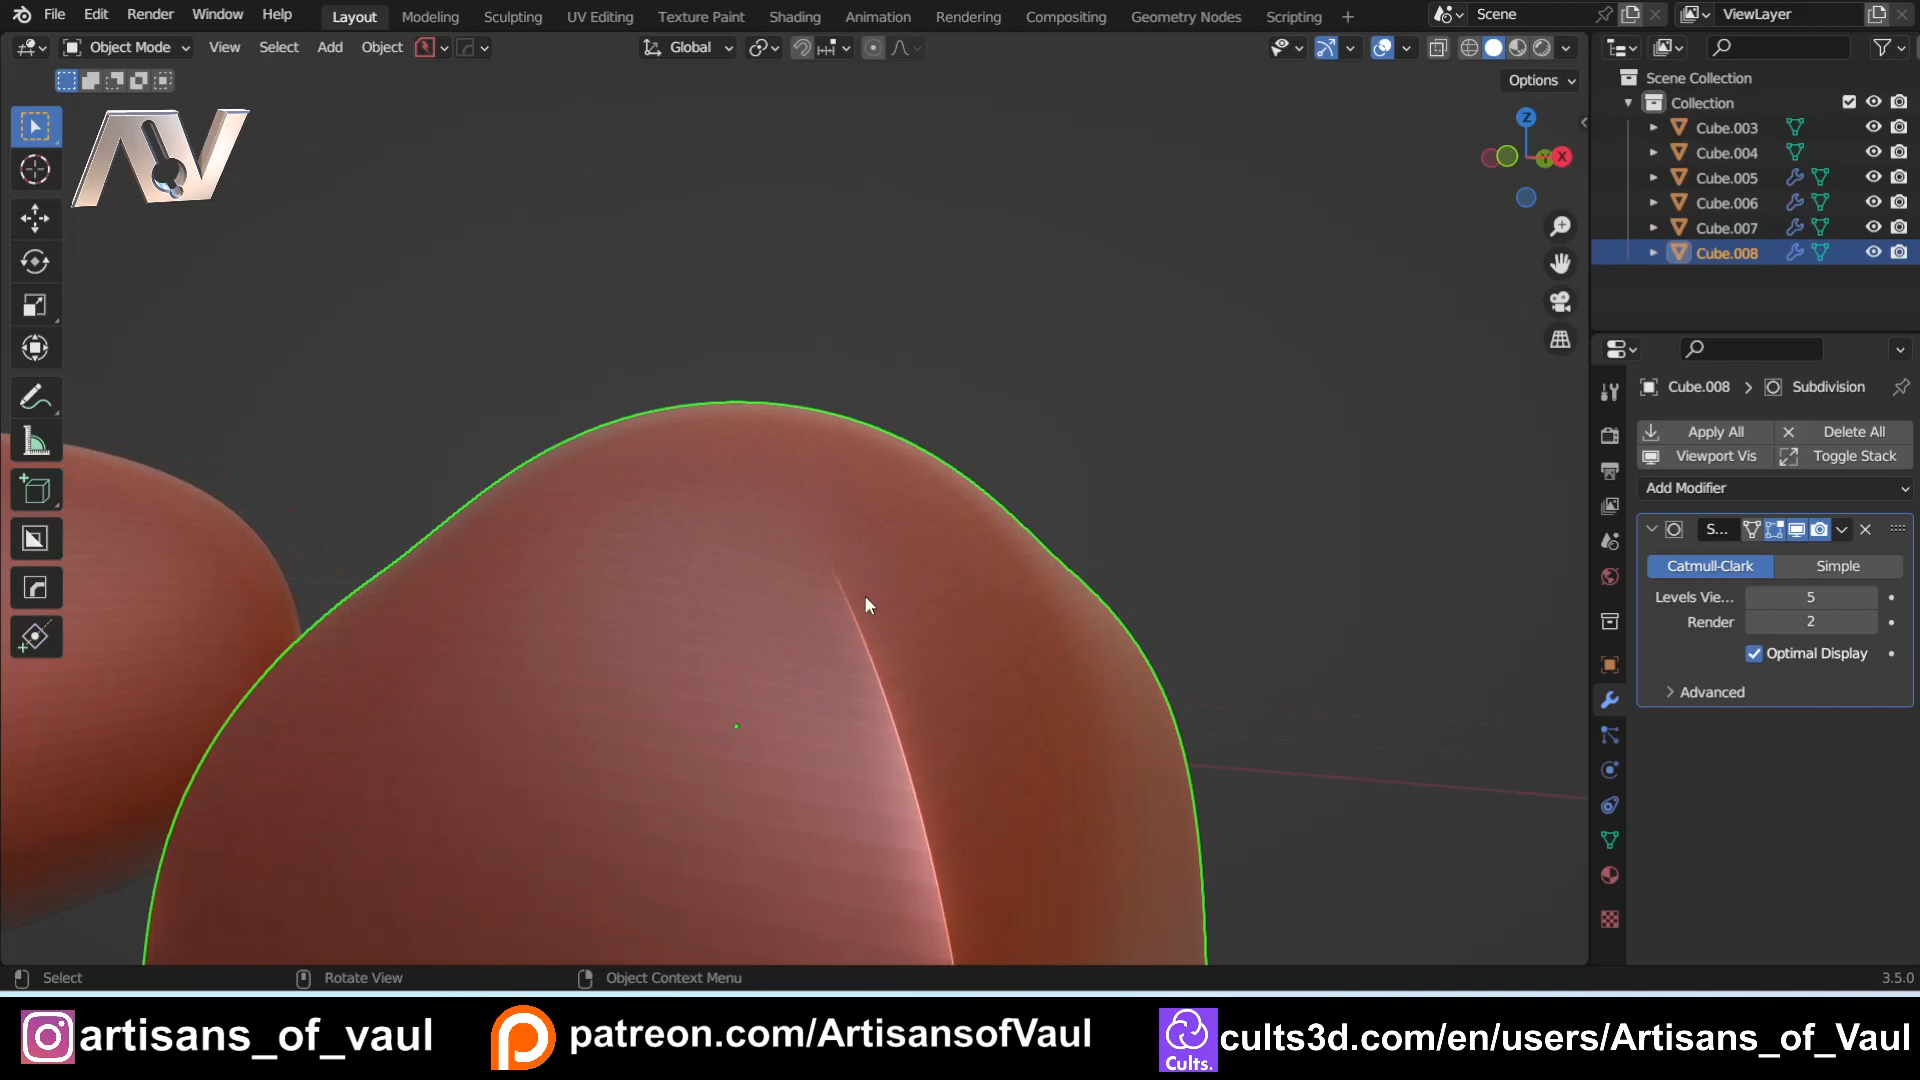 File Edit Render Window Help Layout Modeling Sculpting UV Editing Texture Paint Shading Animation Rendering Compositing Geometry Nodes Scripting + Scene ViewLayer
Object Mode View Select Add Object Global
Options
Scene Collection
Collection
Cube.003
Cube.004
Cube.005
Cube.006
Cube.007
Cube.008
Z
Y
X
Cube.008 > Subdivision
Apply All Delete All
Viewport Vis Toggle Stack
Add Modifier
S...
Catmull-Clark Simple
Levels Vie... 5
Render 2
Optimal Display
Advanced
Select Rotate View Object Context Menu 3.5.0
artisans_of_vaul patreon.com/ArtisansofVaul Cults. cults3d.com/en/users/Artisans_of_Vaul